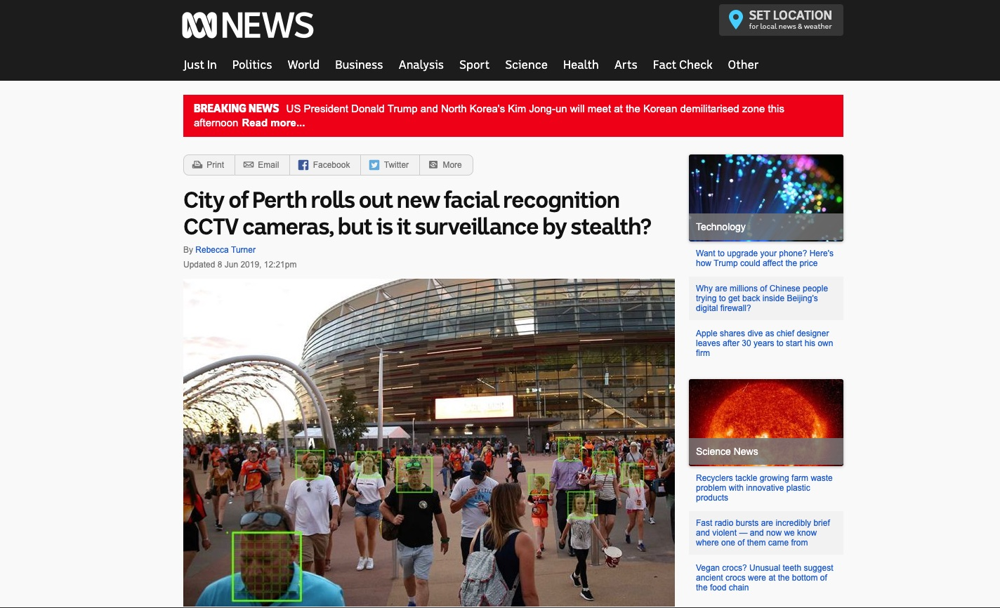 NEWS
SET LOCATION
for local news & weather
Just In Politics World Business Analysis Sport Science Health Arts Fact Check Other
BREAKING NEWS US President Donald Trump and North Korea's Kim Jong-un will meet at the Korean demilitarised zone this
afternoon Read more...
Print Email Facebook Twitter More
City of Perth rolls out new facial recognition
CCTV cameras, but is it surveillance by stealth?
By Rebecca Turner
Updated 8 Jun 2019, 12:21pm
Technology
Want to upgrade your phone? Here's
how Trump could affect the price
Why are millions of Chinese people
trying to get back inside Beijing's
digital firewall?
Apple shares dive as chief designer
leaves after 30 years to start his own
firm
Science News
Recyclers tackle growing farm waste
problem with innovative plastic
products
Fast radio bursts are incredibly brief
and violent — and now we know
where one of them came from
Vegan crocs? Unusual teeth suggest
ancient crocs were at the bottom of
the food chain